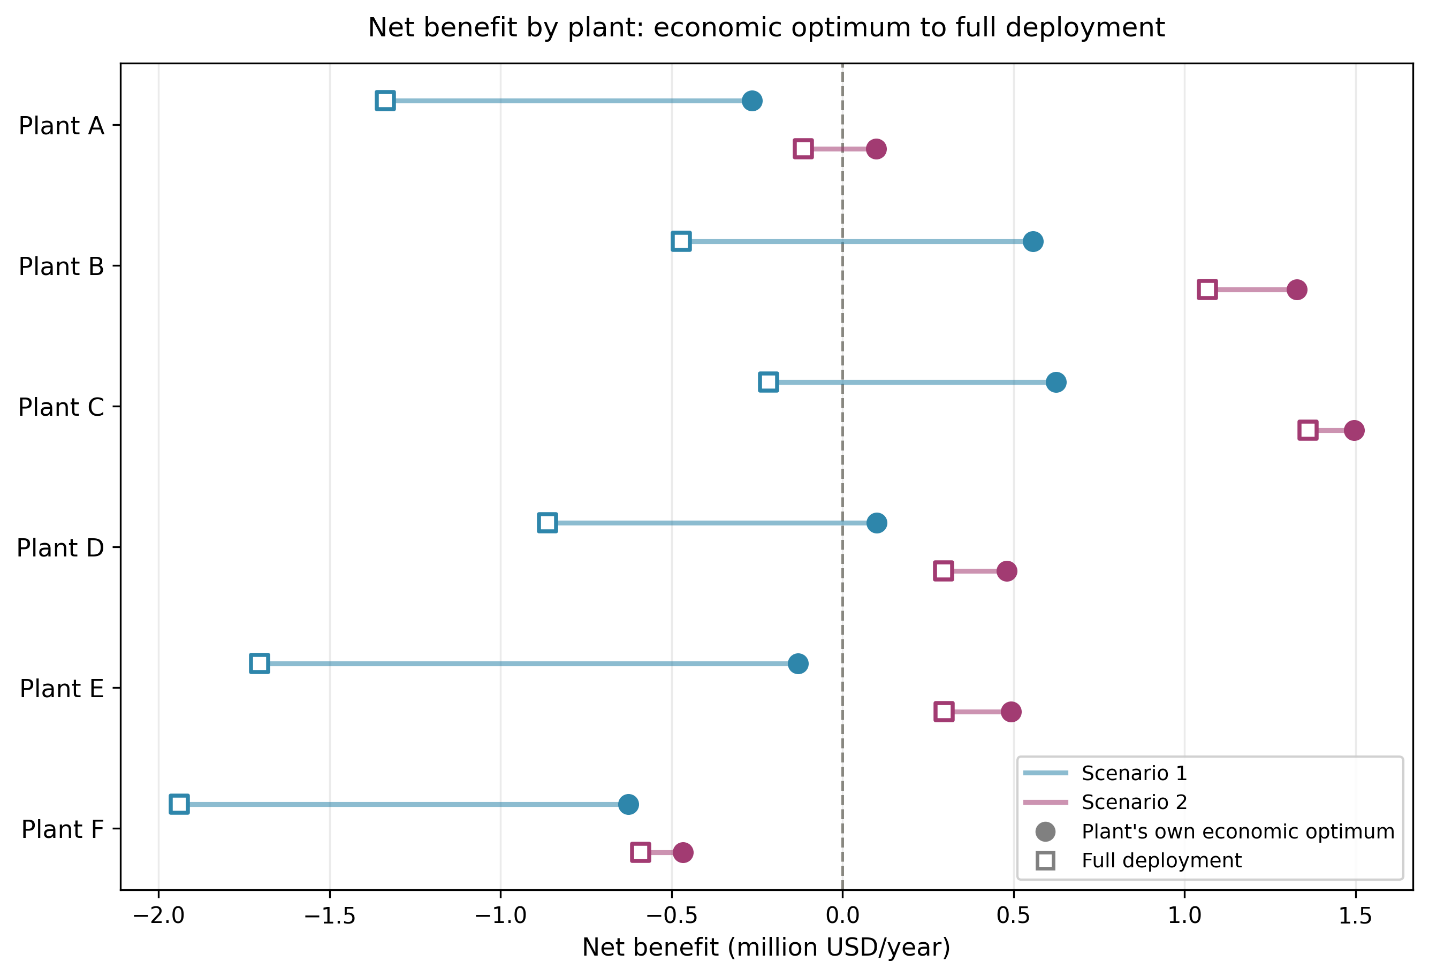 Net benefit by plant: economic optimum to full deployment
Plant A
Plant B
Plant C
Plant D
Plant E
Plant F
Scenario 1
Scenario 2
Plant's own economic optimum
Full deployment
−2.0 −1.5 −1.0 −0.5 0.0 0.5 1.0 1.5
Net benefit (million USD/year)